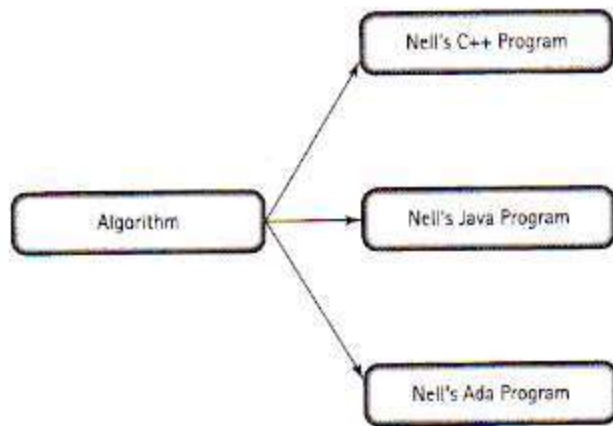 Nell's C++ Program
Algorithm
Nell's Java Program
Nell's Ada Program